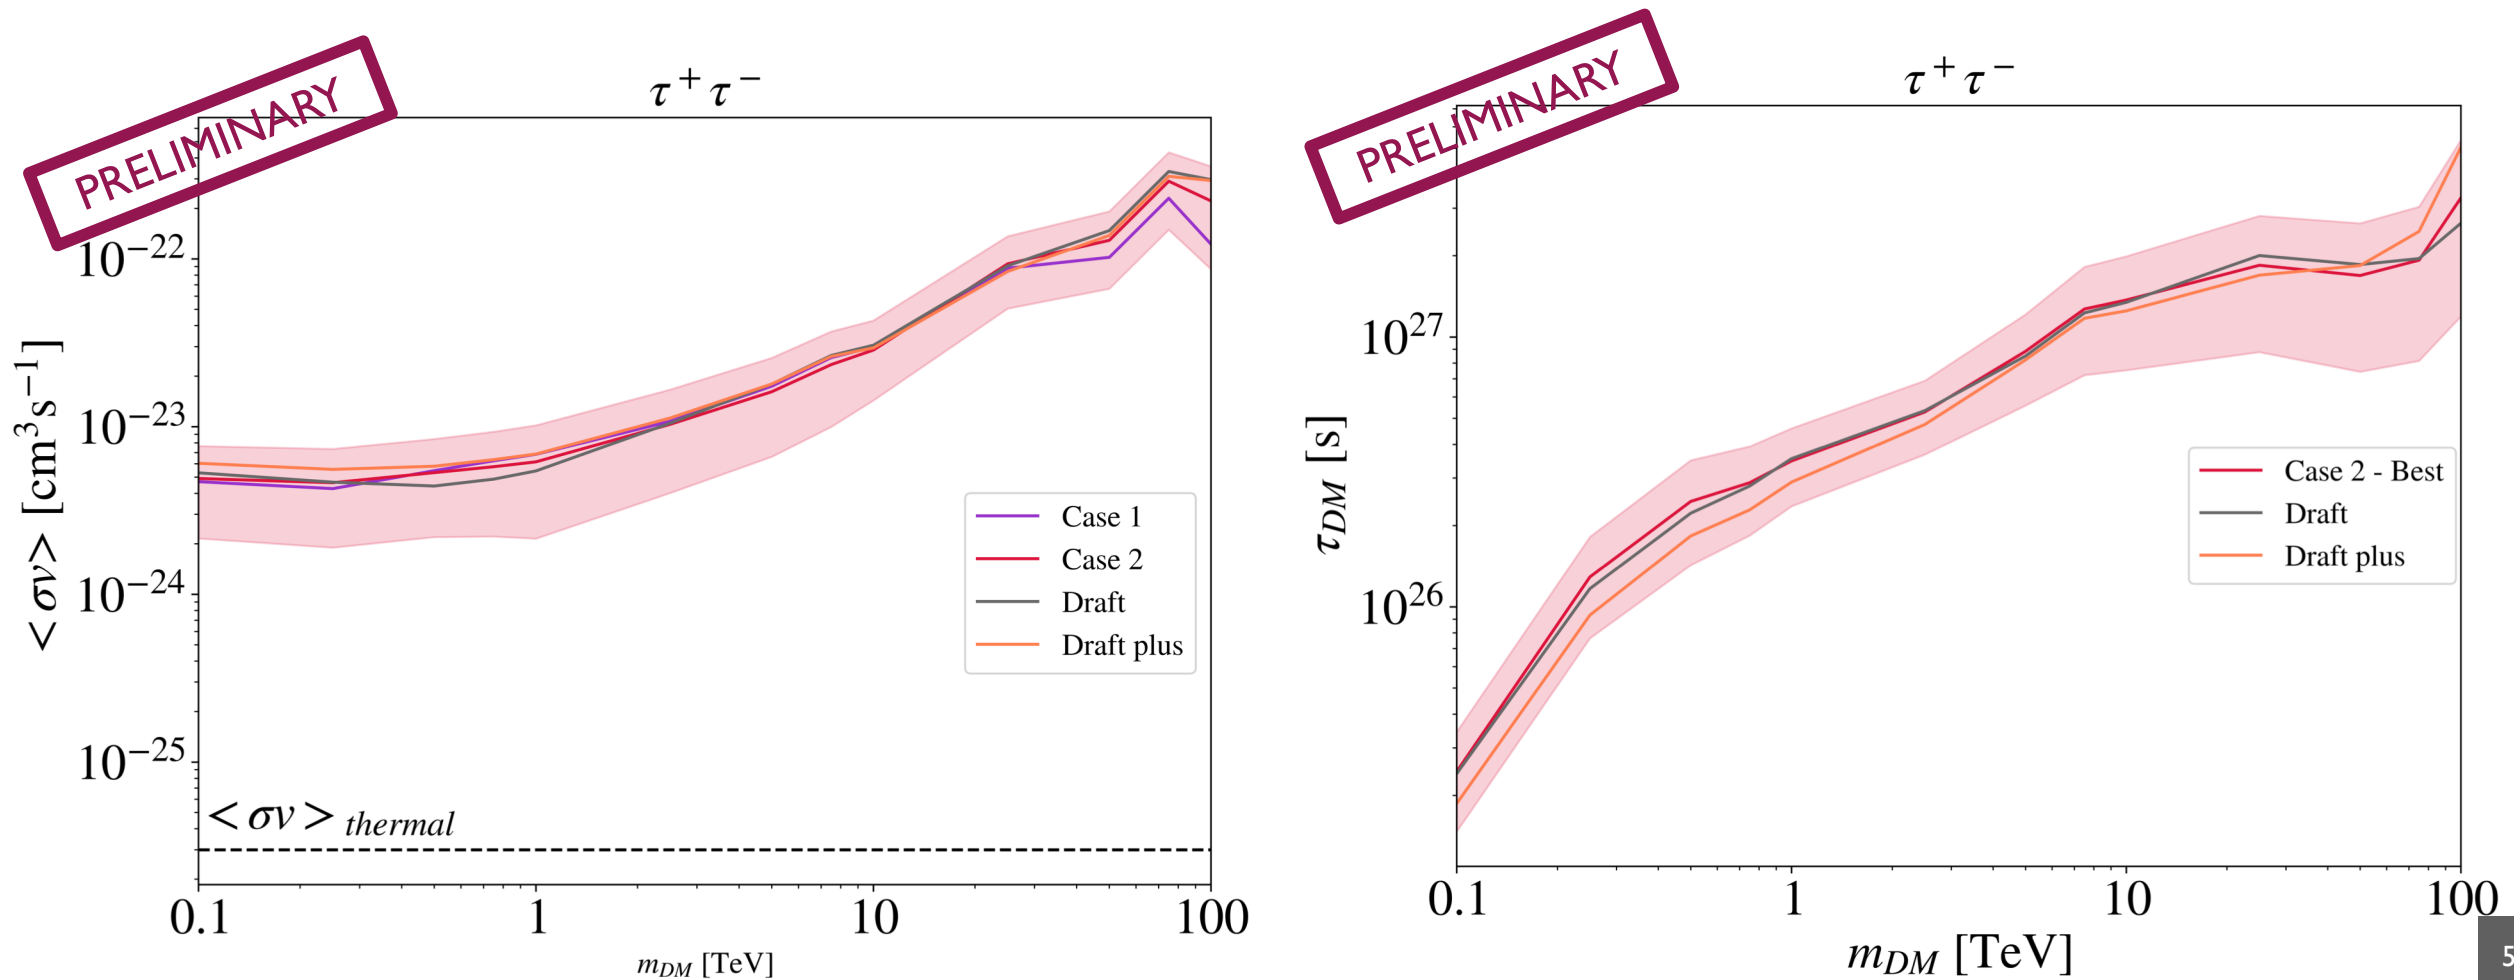 PRELIMINARY
τ⁺τ⁻
10⁻²²
10⁻²³
10⁻²⁴
10⁻²⁵
<σv> [cm³s⁻¹]
Case 1
Case 2
Draft
Draft plus
<σv> thermal
0.1 1 10 100
m_DM [TeV]
PRELIMINARY
τ⁺τ⁻
10²⁷
10²⁶
τ_DM [s]
Case 2 - Best
Draft
Draft plus
0.1 1 10 100
m_DM [TeV]
5